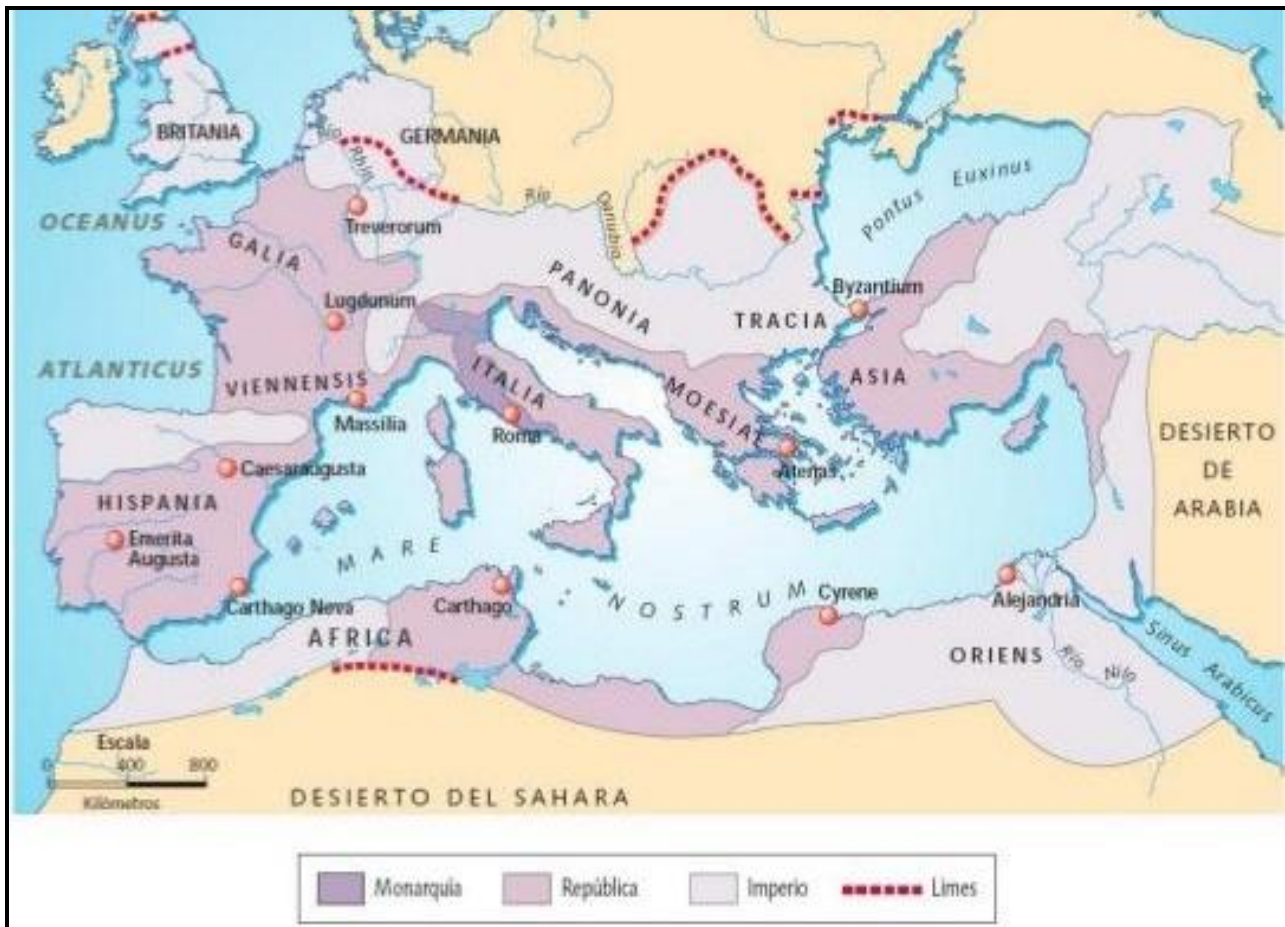 BRITANIA
GERMANIA
Río
Rhin
OCEANUS
Treverorum
Río
Danubio
Pontus Euxinus
GALIA
PANONIA
Lugdunum
TRACIA
Byzantium
ATLANTICUS
VIENNENSIS
ITALIA
MOESIAE
ASIA
Massilia
Roma
Atenas
Caesaraugusta
HISPANIA
Emerita
Augusta
MARE
NOSTRUM
DESIERTO
DE
ARABIA
Carthago Neva
Carthago
Cyrene
Alejandría
AFRICA
ORIENS
Río Nilo
Sinus Arabicus
Escala
0 400 800
Kilómetros
DESIERTO DEL SAHARA
Monarquía
República
Imperio
Limes